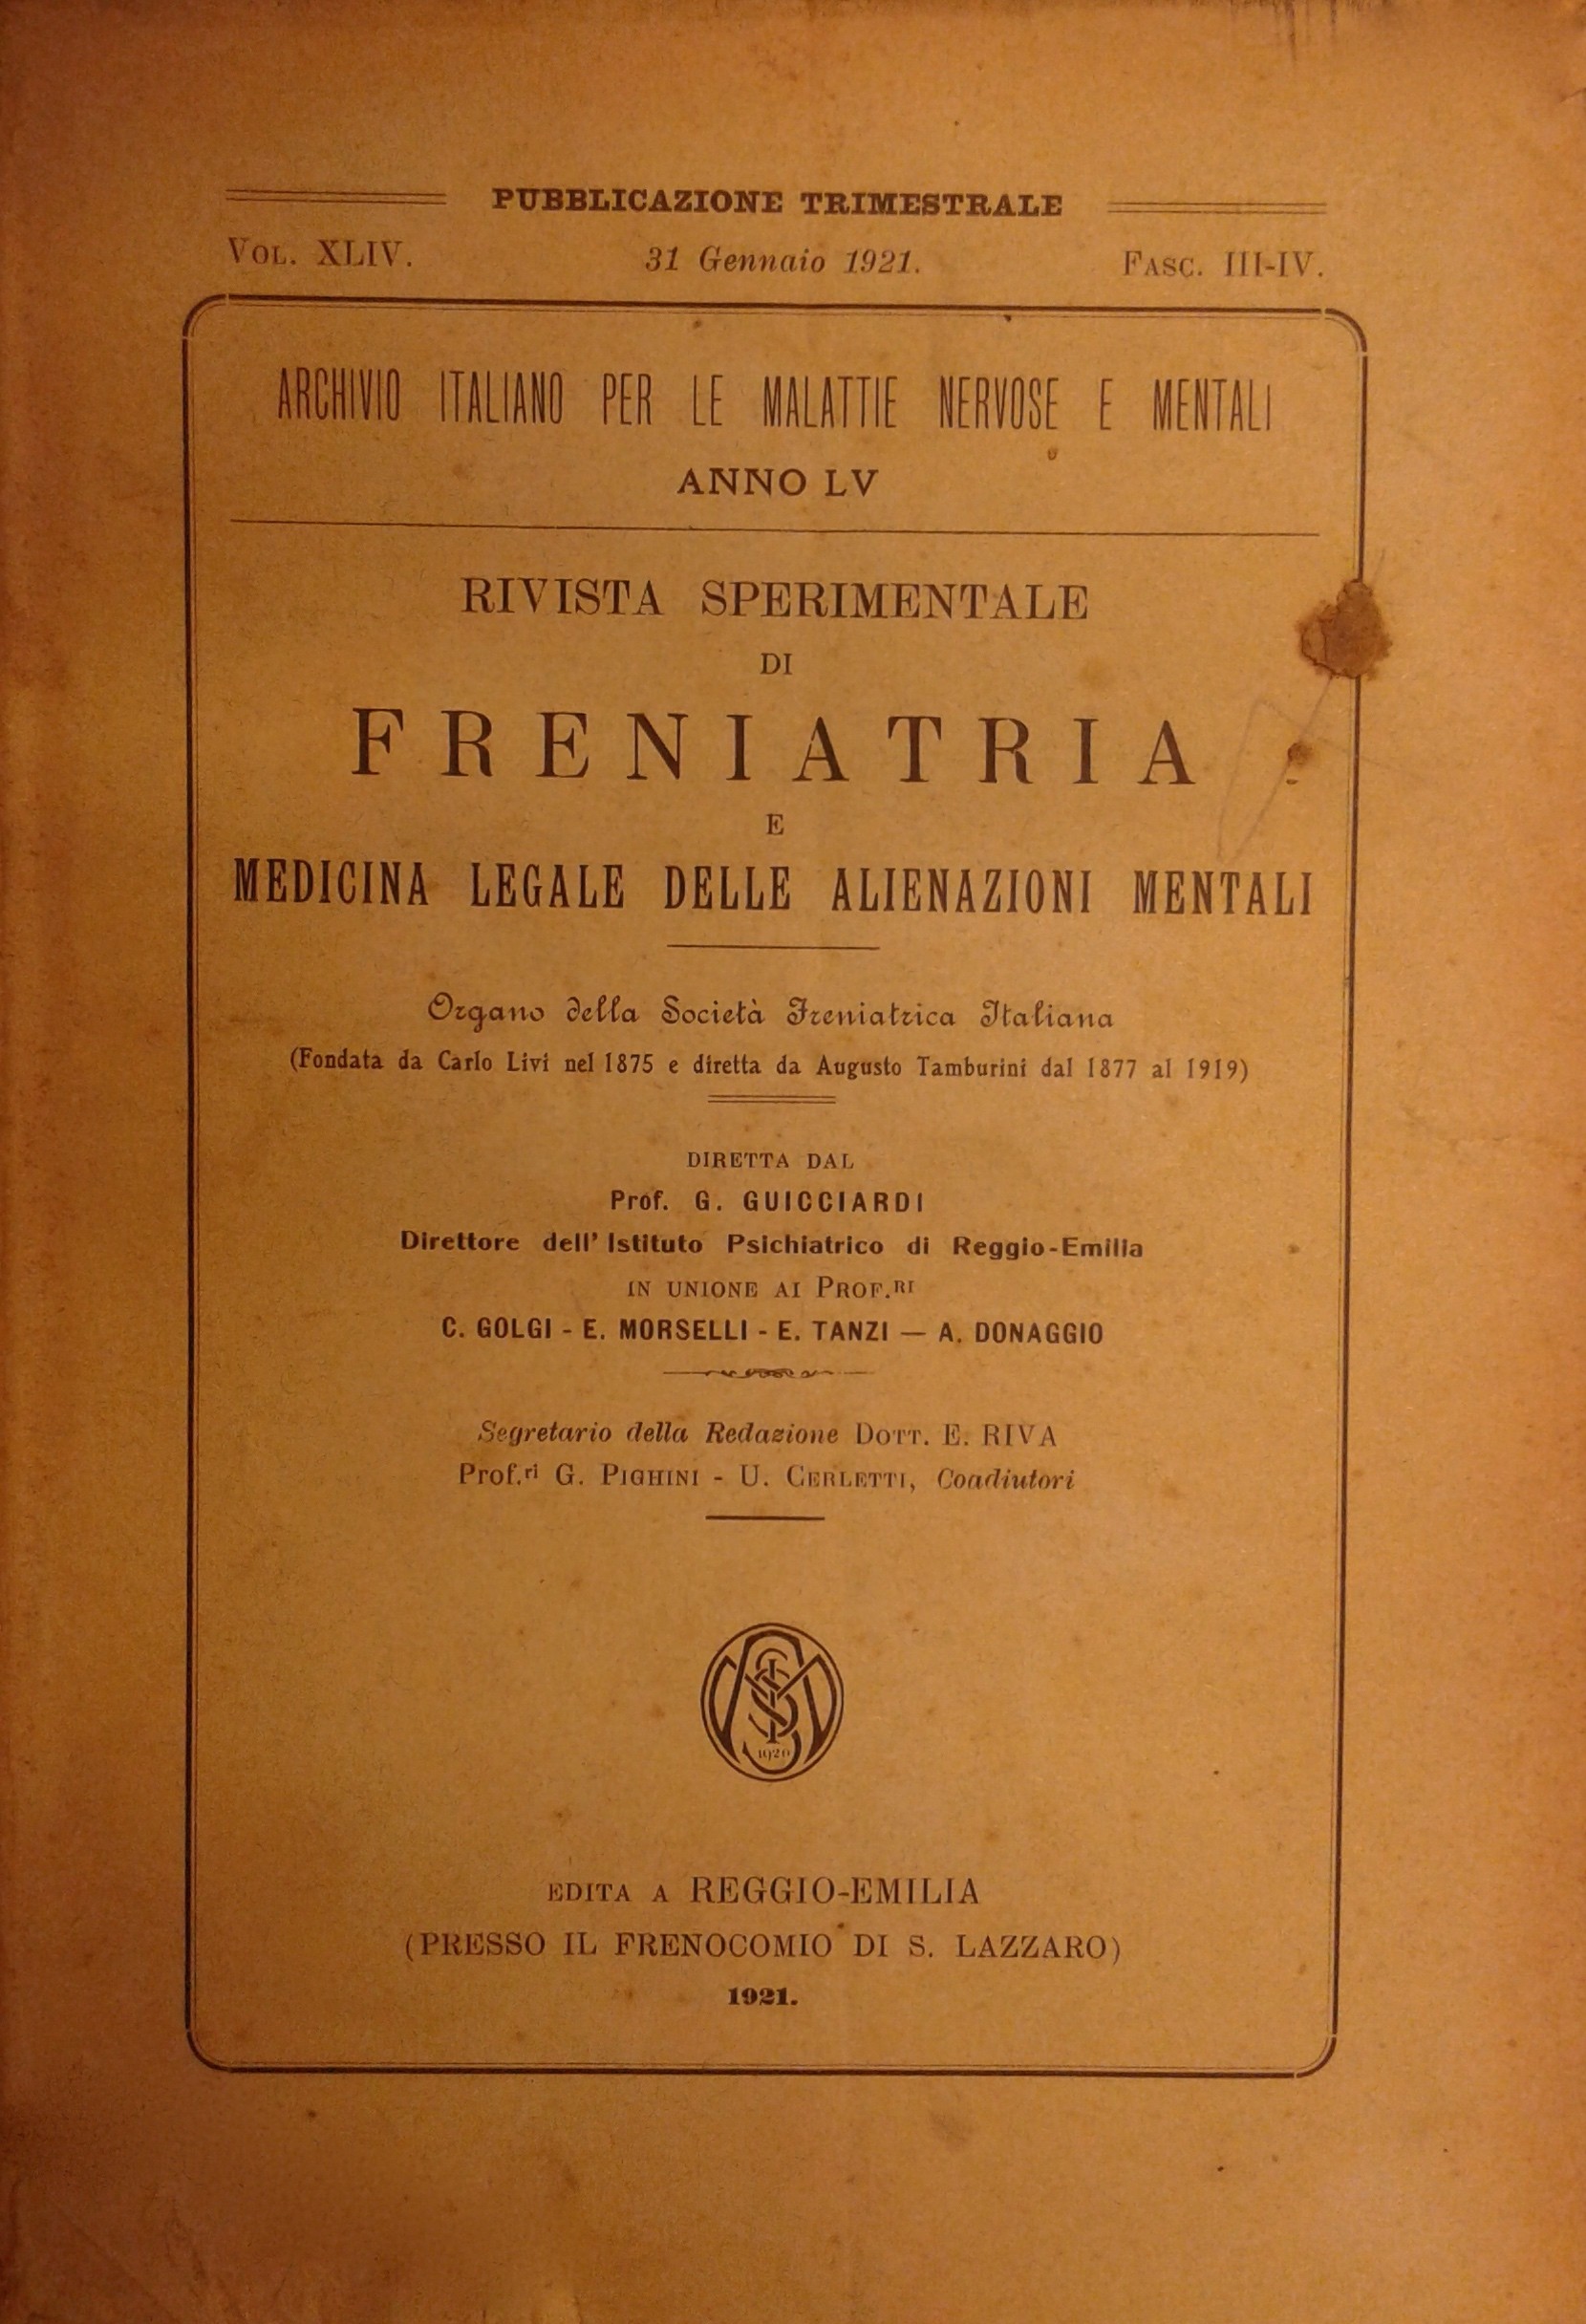 PUBBLICAZIONE TRIMESTRALE
VOL. XLIV. 31 Gennaio 1921. FASC. III-IV.
ARCHIVIO ITALIANO PER LE MALATTIE NERVOSE E MENTALI
ANNO LV
RIVISTA SPERIMENTALE
DI
FRENIATRIA
E
MEDICINA LEGALE DELLE ALIENAZIONI MENTALI
Organo della Società Freniatrica Italiana
(Fondata da Carlo Livi nel 1875 e diretta da Augusto Tamburini dal 1877 al 1919)
DIRETTA DAL
Prof. G. GUICCIARDI
Direttore dell' Istituto Psichiatrico di Reggio-Emilia
IN UNIONE AI PROF.RI
C. GOLGI - E. MORSELLI - E. TANZI — A. DONAGGIO
Segretario della Redazione DOTT. E. RIVA
Prof.ri G. PIGHINI - U. CERLETTI, Coadiutori
1920
EDITA A REGGIO-EMILIA
(PRESSO IL FRENOCOMIO DI S. LAZZARO)
1921.